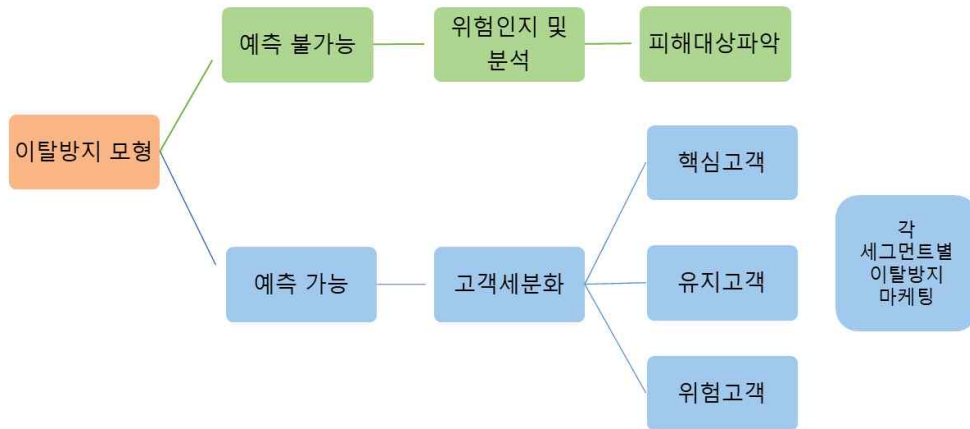 예측 불가능
위험인지 및
분석
피해대상파악
이탈방지 모형
핵심고객
예측 가능
고객세분화
유지고객
위험고객
각
세그먼트별
이탈방지
마케팅